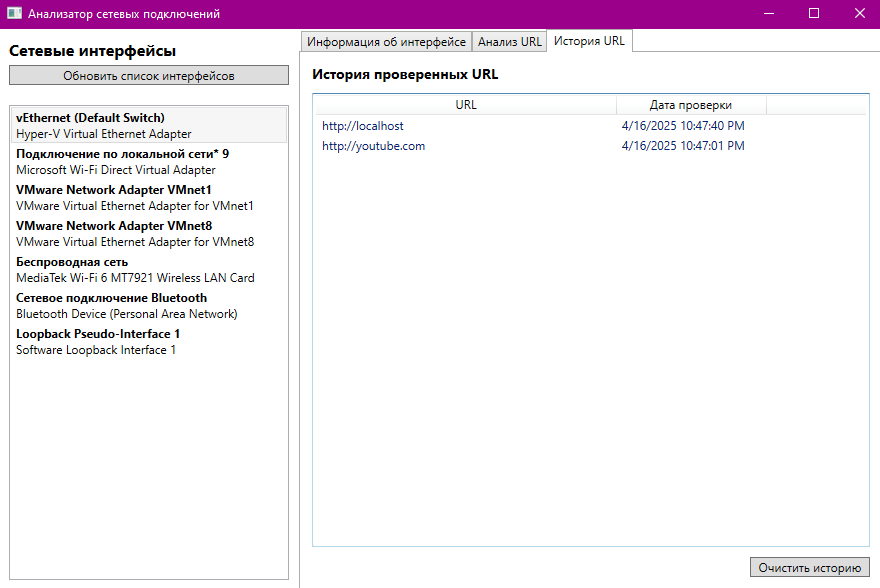 Анализатор сетевых подключений
Сетевые интерфейсы
Обновить список интерфейсов
vEthernet (Default Switch)
Hyper-V Virtual Ethernet Adapter
Подключение по локальной сети* 9
Microsoft Wi-Fi Direct Virtual Adapter
VMware Network Adapter VMnet1
VMware Virtual Ethernet Adapter for VMnet1
VMware Network Adapter VMnet8
VMware Virtual Ethernet Adapter for VMnet8
Беспроводная сеть
MediaTek Wi-Fi 6 MT7921 Wireless LAN Card
Сетевое подключение Bluetooth
Bluetooth Device (Personal Area Network)
Loopback Pseudo-Interface 1
Software Loopback Interface 1
Информация об интерфейсе Анализ URL История URL
История проверенных URL
URL Дата проверки
http://localhost 4/16/2025 10:47:40 PM
http://youtube.com 4/16/2025 10:47:01 PM
Очистить историю